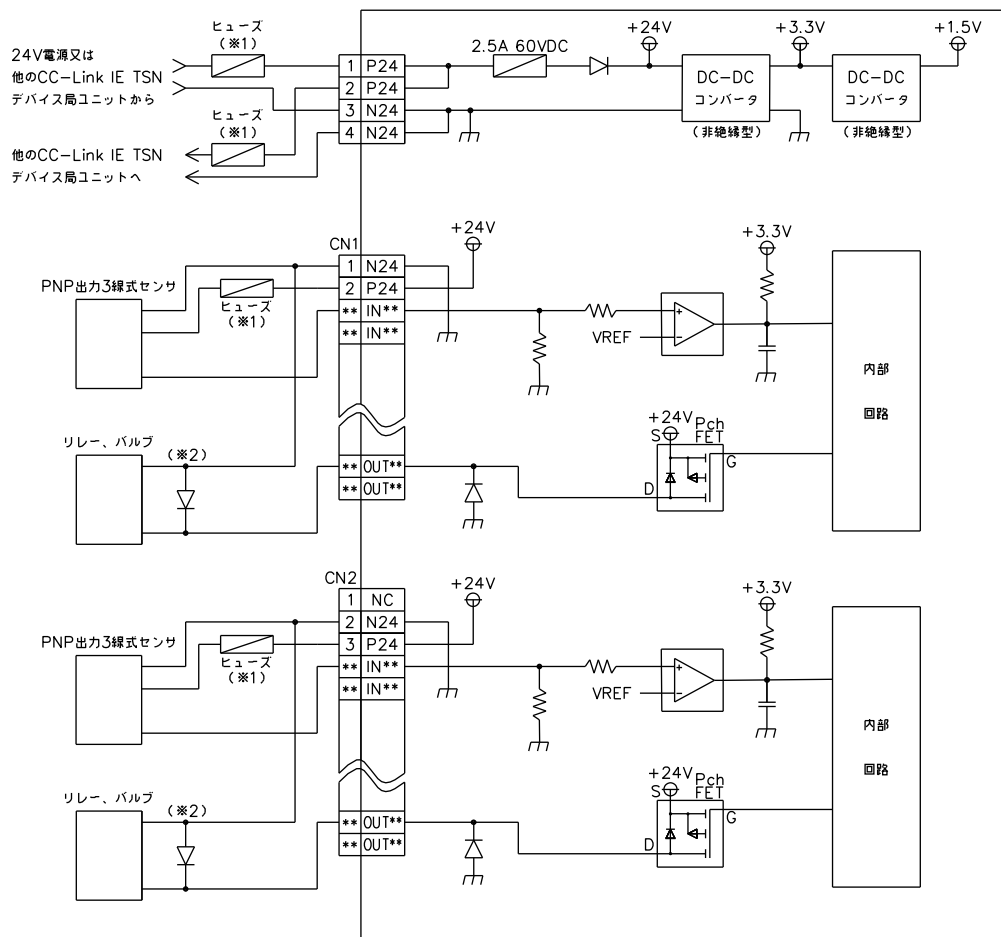 24V電源又は
他のCC-Link IE TSN
デバイス局ユニットから
ヒューズ
(※1)
ヒューズ
(※1)
他のCC-Link IE TSN
デバイス局ユニットへ
1 P24
2 P24
3 N24
4 N24
2.5A 60VDC
+24V
DC-DC
コンバータ
(非絶縁型)
+3.3V
DC-DC
コンバータ
(非絶縁型)
+1.5V
CN1
1 N24
2 P24
** IN**
** IN**
+24V
PNP出力3線式センサ
ヒューズ
(※1)
VREF
+
-
+3.3V
内部
回路
リレー、バルブ
(※2)
** OUT**
** OUT**
+24V
S
Pch
FET
G
D
CN2
1 NC
2 N24
3 P24
** IN**
** IN**
+24V
PNP出力3線式センサ
ヒューズ
(※1)
VREF
+
-
+3.3V
内部
回路
リレー、バルブ
(※2)
** OUT**
** OUT**
+24V
S
Pch
FET
G
D